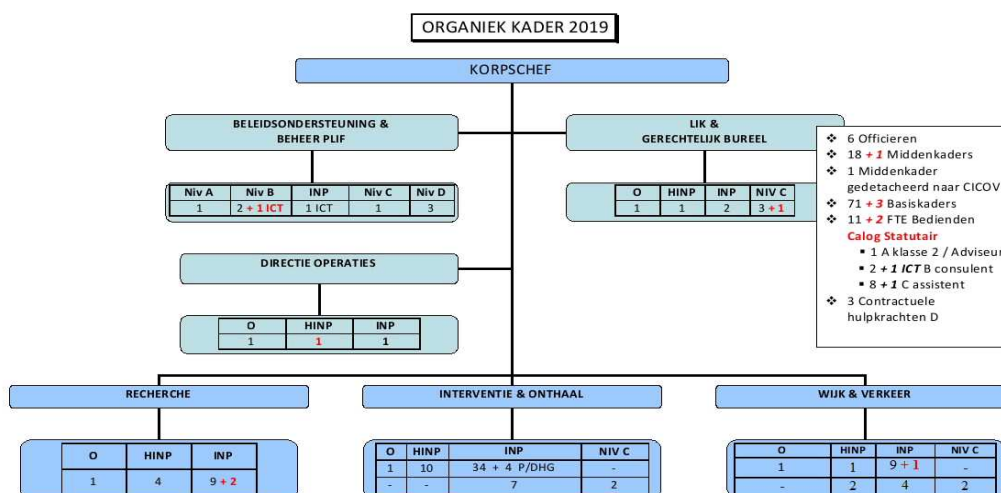 ORGANIEK KADER 2019
KORPSCHEF
BELEIDSONDERSTEUNING &
BEHEER PLIF
Niv A Niv B INP Niv C Niv D
1 2 + 1 ICT 1 ICT 1 3
LIK &
GERECHTELIJK BUREEL
O HINP INP NIV C
1 1 2 3 + 1
❖ 6 Officieren
❖ 18 + 1 Middenkaders
❖ 1 Middenkader
gedetacheerd naar CICOV
❖ 71 + 3 Basiskaders
❖ 11 + 2 FTE Bedienden
Calog Statutair
▪ 1 A klasse 2 / Adviseur
▪ 2 + 1 ICT B consulent
▪ 8 + 1 C assistent
❖ 3 Contractuele
hulpkrachten D
DIRECTIE OPERATIES
O HINP INP
1 1 1
RECHERCHE
O HINP INP
1 4 9 + 2
INTERVENTIE & ONTHAAL
O HINP INP NIV C
1 10 34 + 4 P/DHG -
- - 7 2
WIJK & VERKEER
O HINP INP NIV C
1 1 9 + 1 -
- 2 4 2